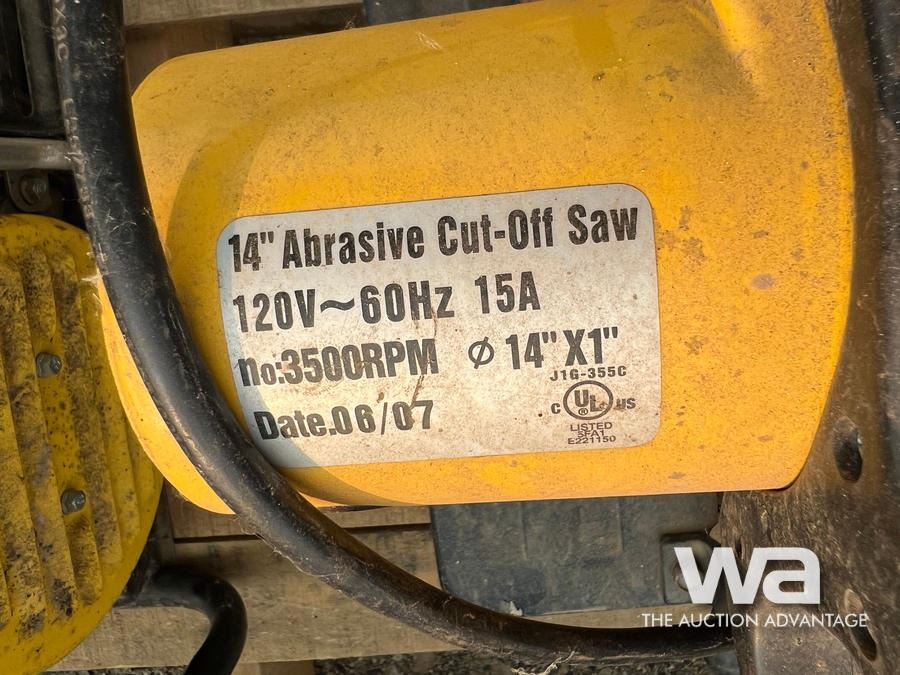 14" Abrasive Cut-Off Saw
120V~60Hz 15A
no:3500RPM ϕ 14" X1"
J1G-355C
Date.06/07
C UL ® US
LISTED
5FA1
E221150
wa
THE AUCTION ADVANTAGE